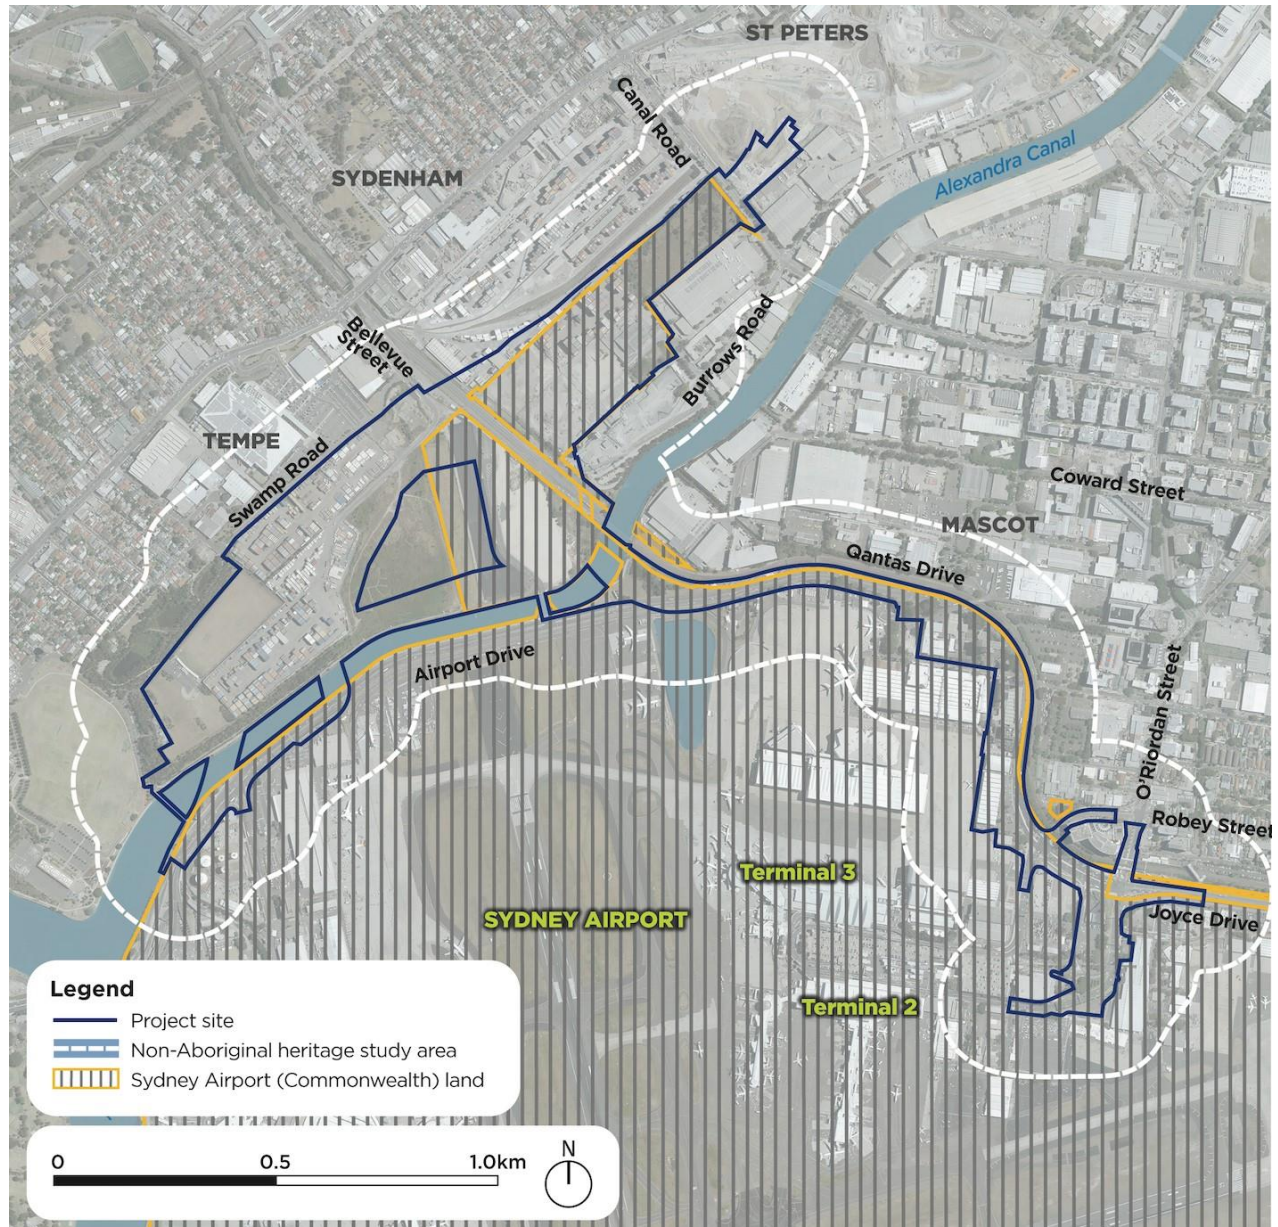 ST PETERS
Canal Road
Alexandra Canal
SYDENHAM
Bellevue
Street
Burrows Road
TEMPE
Swamp Road
Coward Street
MASCOT
Qantas Drive
Airport Drive
O'Riordan Street
Robey Street
Terminal 3
SYDNEY AIRPORT
Joyce Drive
Terminal 2
Legend
Project site
Non-Aboriginal heritage study area
Sydney Airport (Commonwealth) land
0 0.5 1.0km
N